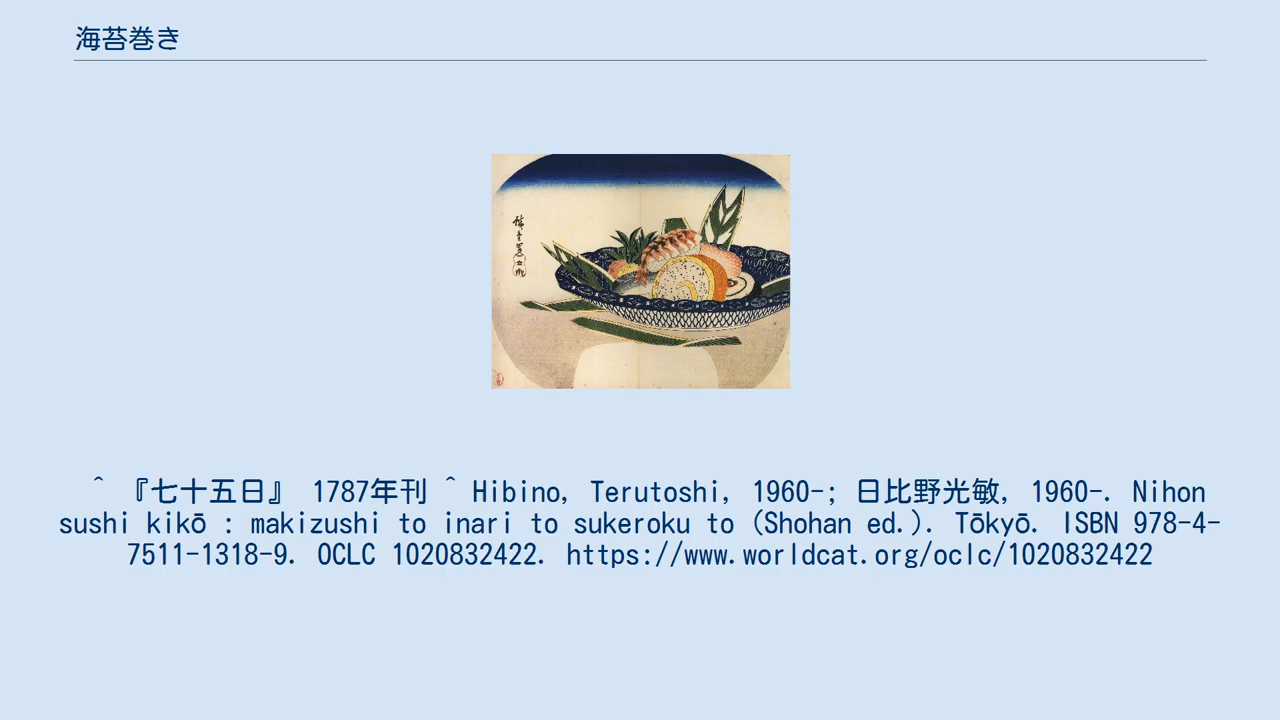 海苔巻き
^ 『七十五日』 1787年刊 ^ Hibino, Terutoshi, 1960-; 日比野光敏, 1960-. Nihon
sushi kikō : makizushi to inari to sukeroku to (Shohan ed.). Tōkyō. ISBN 978-4-
7511-1318-9. OCLC 1020832422. https://www.worldcat.org/oclc/1020832422